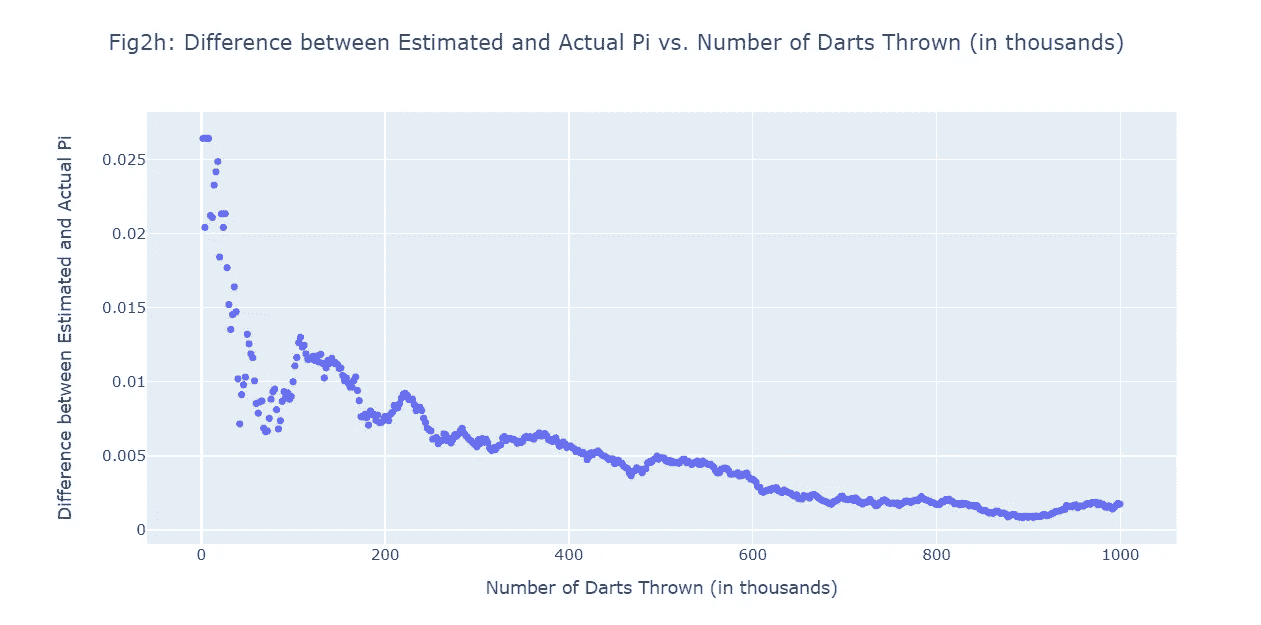 Fig2h: Difference between Estimated and Actual Pi vs. Number of Darts Thrown (in thousands)
Difference between Estimated and Actual Pi
0.025
0.02
0.015
0.01
0.005
0
0 200 400 600 800 1000
Number of Darts Thrown (in thousands)